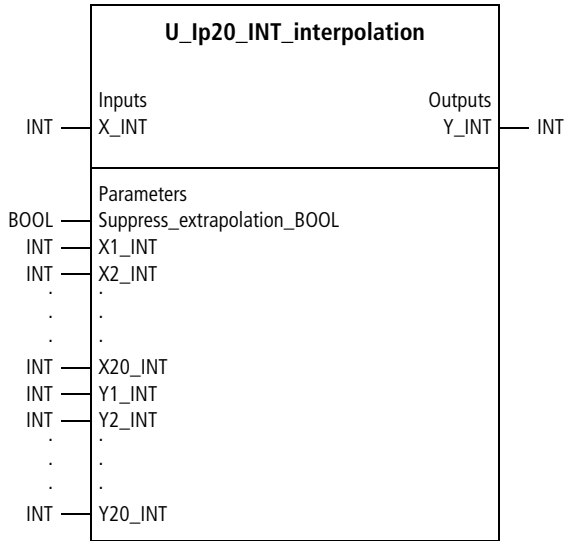 U_Ip20_INT_interpolation
Inputs Outputs
INT X_INT Y_INT INT
Parameters
BOOL Suppress_extrapolation_BOOL
INT X1_INT
INT X2_INT
. .
. .
. .
INT X20_INT
INT Y1_INT
INT Y2_INT
. .
. .
. .
INT Y20_INT